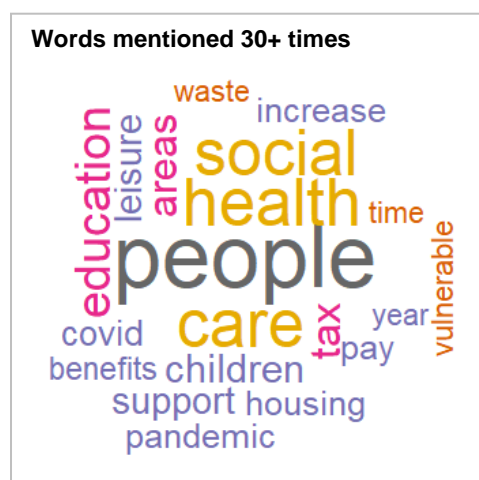 Words mentioned 30+ times
waste
increase
education
leisure
areas
social
health
time
people
vulnerable
care
tax
year
covid
pay
benefits
children
support
housing
pandemic